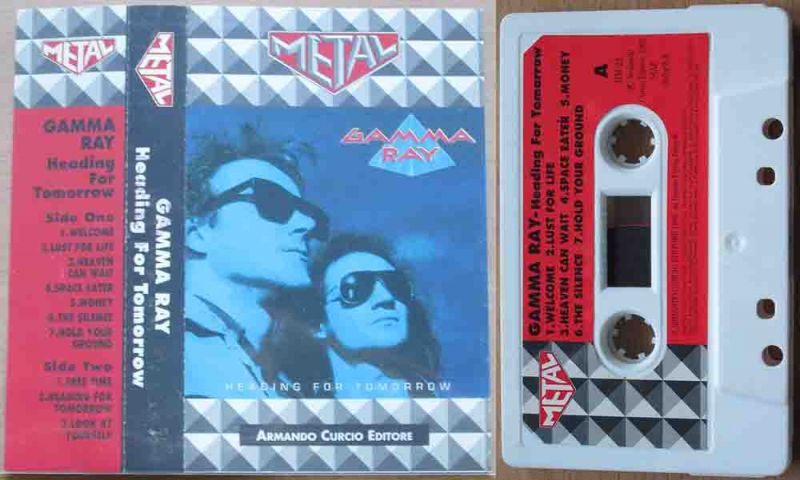 METAL
GAMMA
RAY
Heading
For
Tomorrow
Side One
1. WELCOME
2. LUST FOR LIFE
3. HEAVEN
CAN WAIT
4. SPACE EATER
5. MONEY
6. THE SILENCE
7. HOLD YOUR
GROUND
Side Two
1. FREE TIME
2. HEADING FOR
TOMORROW
3. LOOK AT
YOURSELF
METAL
GAMMA RAY
Heading For Tomorrow
METAL
GAMMA
RAY
HEADING FOR TOMORROW
ARMANDO CURCIO EDITORE
METAL
GAMMA RAY-Heading For Tomorrow
1. WELCOME 2. LUST FOR LIFE
3. HEAVEN CAN WAIT 4. SPACE EATER 5. MONEY
6. THE SILENCE 7. HOLD YOUR GROUND
A